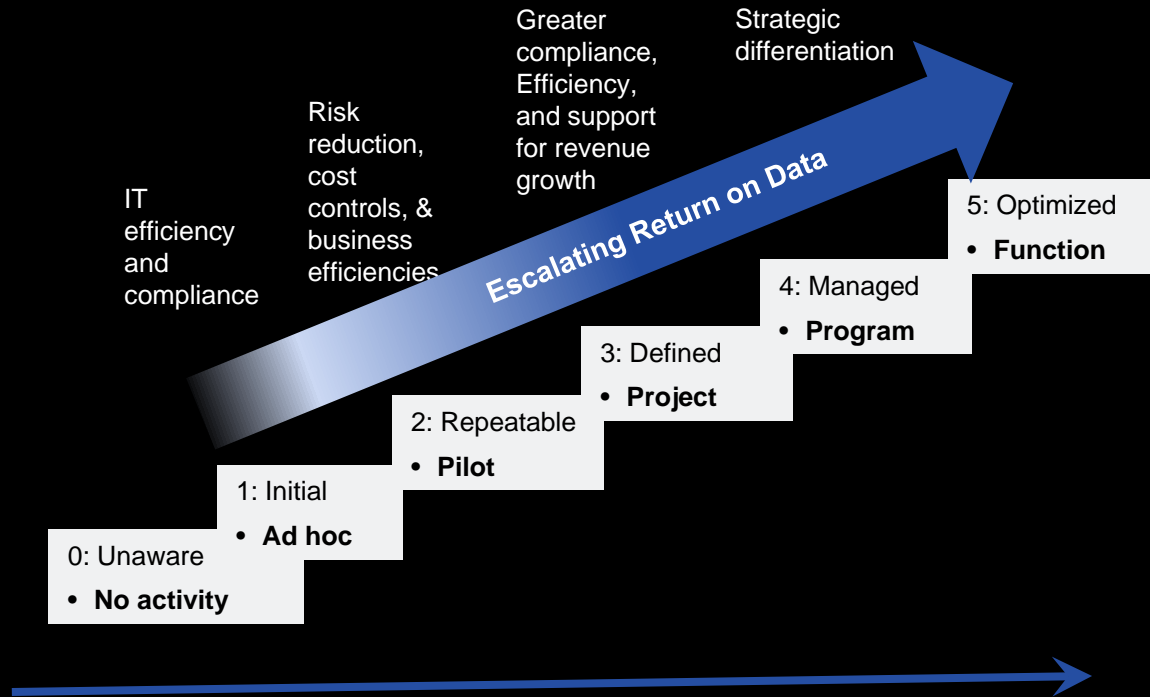 IT
efficiency
and
compliance
Risk
reduction,
cost
controls, &
business
efficiencies
Greater
compliance,
Efficiency,
and support
for revenue
growth
Strategic
differentiation
Escalating Return on Data
0: Unaware
• No activity
1: Initial
• Ad hoc
2: Repeatable
• Pilot
3: Defined
• Project
4: Managed
• Program
5: Optimized
• Function